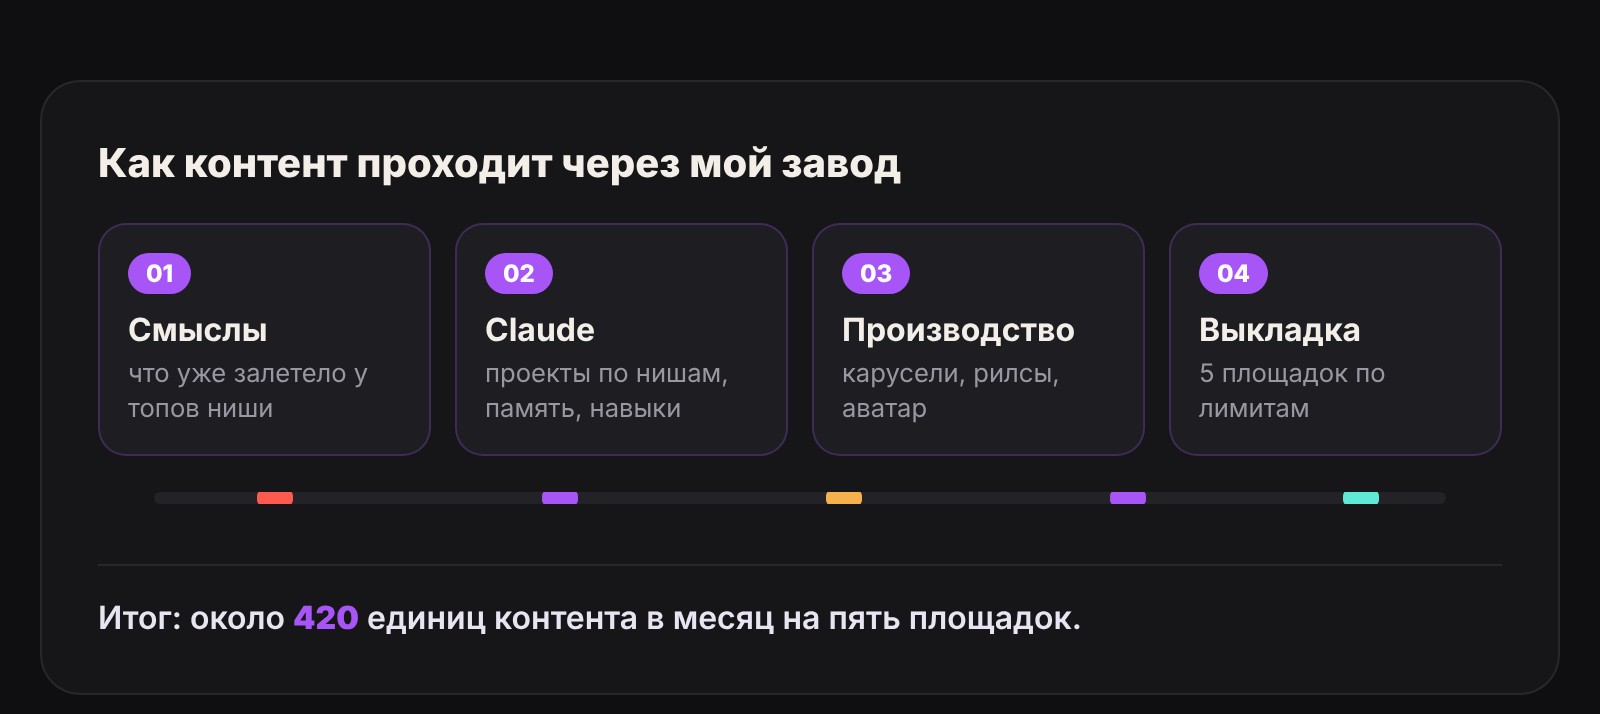 Как контент проходит через мой завод
01
Смыслы
что уже залетело у
топов ниши
02
Claude
проекты по нишам,
память, навыки
03
Производство
карусели, рилсы,
аватар
04
Выкладка
5 площадок по
лимитам
Итог: около 420 единиц контента в месяц на пять площадок.